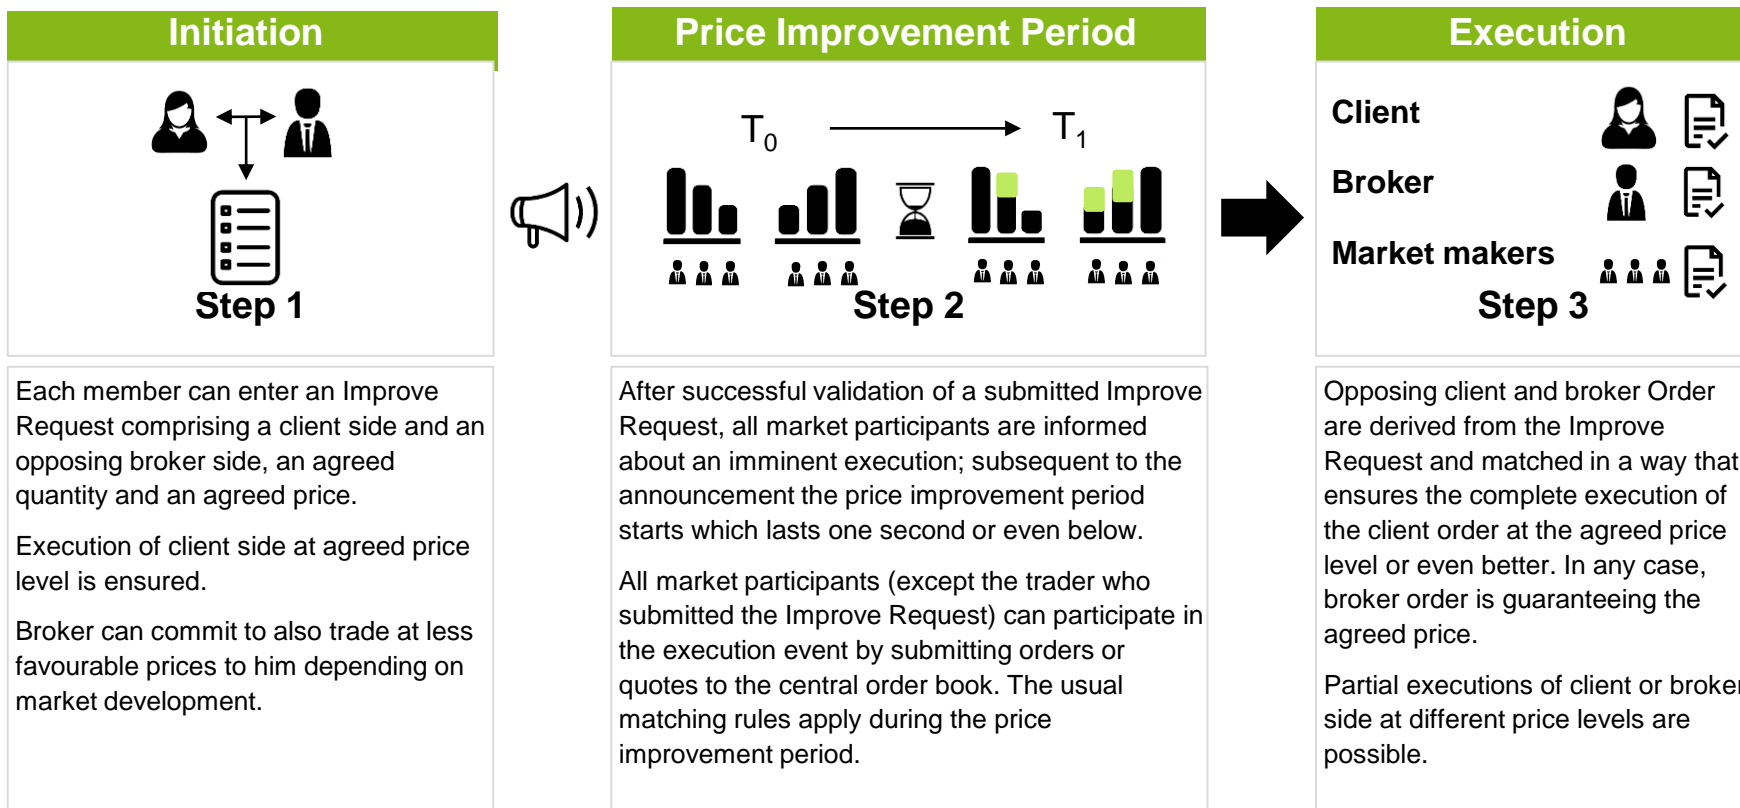 Initiation
T0
T1
Step 1
Each member can enter an Improve
Request comprising a client side and an
opposing broker side, an agreed
quantity and an agreed price.
Execution of client side at agreed price
level is ensured.
Broker can commit to also trade at less
favourable prices to him depending on
market development.
Price Improvement Period
Step 2
After successful validation of a submitted Improve
Request, all market participants are informed
about an imminent execution; subsequent to the
announcement the price improvement period
starts which lasts one second or even below.
All market participants (except the trader who
submitted the Improve Request) can participate in
the execution event by submitting orders or
quotes to the central order book. The usual
matching rules apply during the price
improvement period.
Execution
Client
Broker
Market makers
Step 3
Opposing client and broker Order
are derived from the Improve
Request and matched in a way that
ensures the complete execution of
the client order at the agreed price
level or even better. In any case,
broker order is guaranteeing the
agreed price.
Partial executions of client or broker
side at different price levels are
possible.